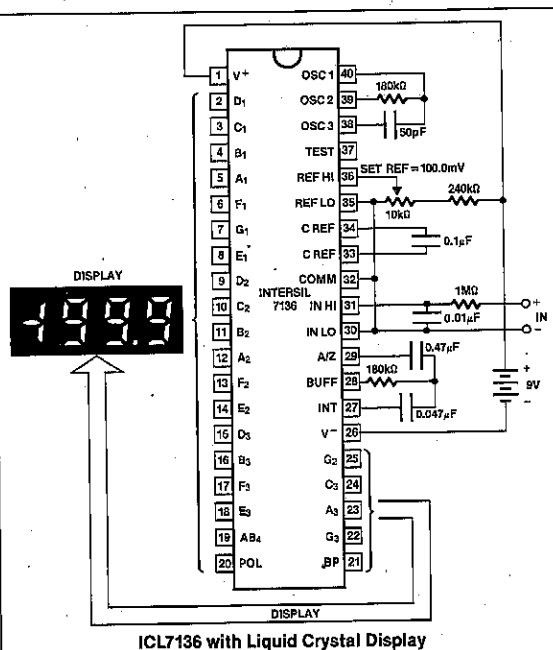 1 V+ OSC 1 40
2 D1 OSC 2 39 180kΩ
3 C1 OSC 3 38 50pF
4 B1 TEST 37
5 A1 REF HI 36 SET REF=100.0mV
6 F1 REF LO 35 10kΩ 240kΩ
7 G1 C REF 34
8 E1 C REF 33 0.1µF
9 D2 COMM 32
10 C2 INTERSIL 7136 IN HI 31 1MΩ + IN
11 B2 IN LO 30 0.01µF −
12 A2 A/Z 29 0.47µF
13 F2 BUFF 28 180kΩ
14 E2 INT 27 0.047µF
15 D3 V− 26 + 9V −
16 B3 G2 25
17 F3 C3 24
18 E3 A3 23
19 AB4 G3 22
20 POL BP 21
DISPLAY
-199.9
DISPLAY
ICL7136 with Liquid Crystal Display